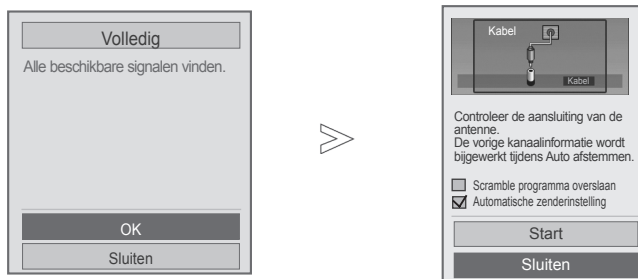 Volledig
Alle beschikbare signalen vinden.
OK
Sluiten
Kabel
Kabel
Controleer de aansluiting van de
antenne.
De vorige kanaalinformatie wordt
bijgewerkt tijdens Auto afstemmen.
Scramble programma overslaan
Automatische zenderinstelling
Start
Sluiten